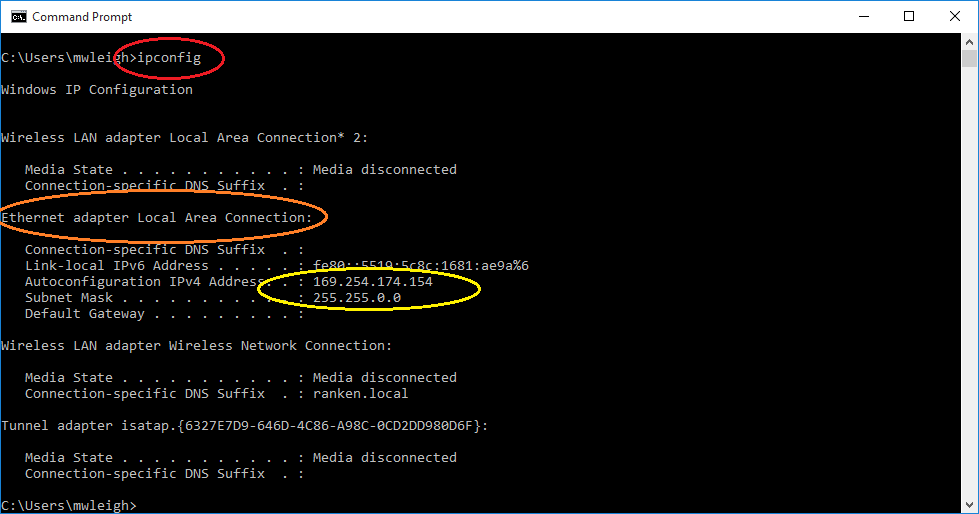 Command Prompt
C:\Users\mwleigh>ipconfig
Windows IP Configuration
Wireless LAN adapter Local Area Connection* 2:
Media State . . . . . . . . . . . : Media disconnected
Connection-specific DNS Suffix  . :
Ethernet adapter Local Area Connection:
Connection-specific DNS Suffix  . :
Link-local IPv6 Address . . . . . : fe80::5519:5c8c:1681:ae9a%6
Autoconfiguration IPv4 Address. . : 169.254.174.154
Subnet Mask . . . . . . . . . . . : 255.255.0.0
Default Gateway . . . . . . . . . :
Wireless LAN adapter Wireless Network Connection:
Media State . . . . . . . . . . . : Media disconnected
Connection-specific DNS Suffix  . : ranken.local
Tunnel adapter isatap.{6327E7D9-646D-4C86-A98C-0CD2DD980D6F}:
Media State . . . . . . . . . . . : Media disconnected
Connection-specific DNS Suffix  . :
C:\Users\mwleigh>